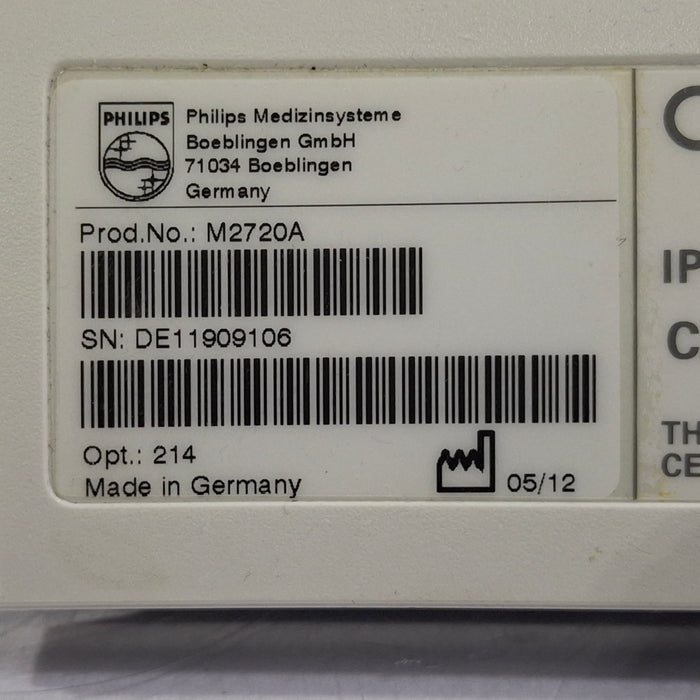 PHILIPS
Philips Medizinsysteme
Boeblingen GmbH
71034 Boeblingen
Germany
Prod.No.: M2720A
SN: DE11909106
Opt.: 214
Made in Germany
05/12
IP
C
TH
CE